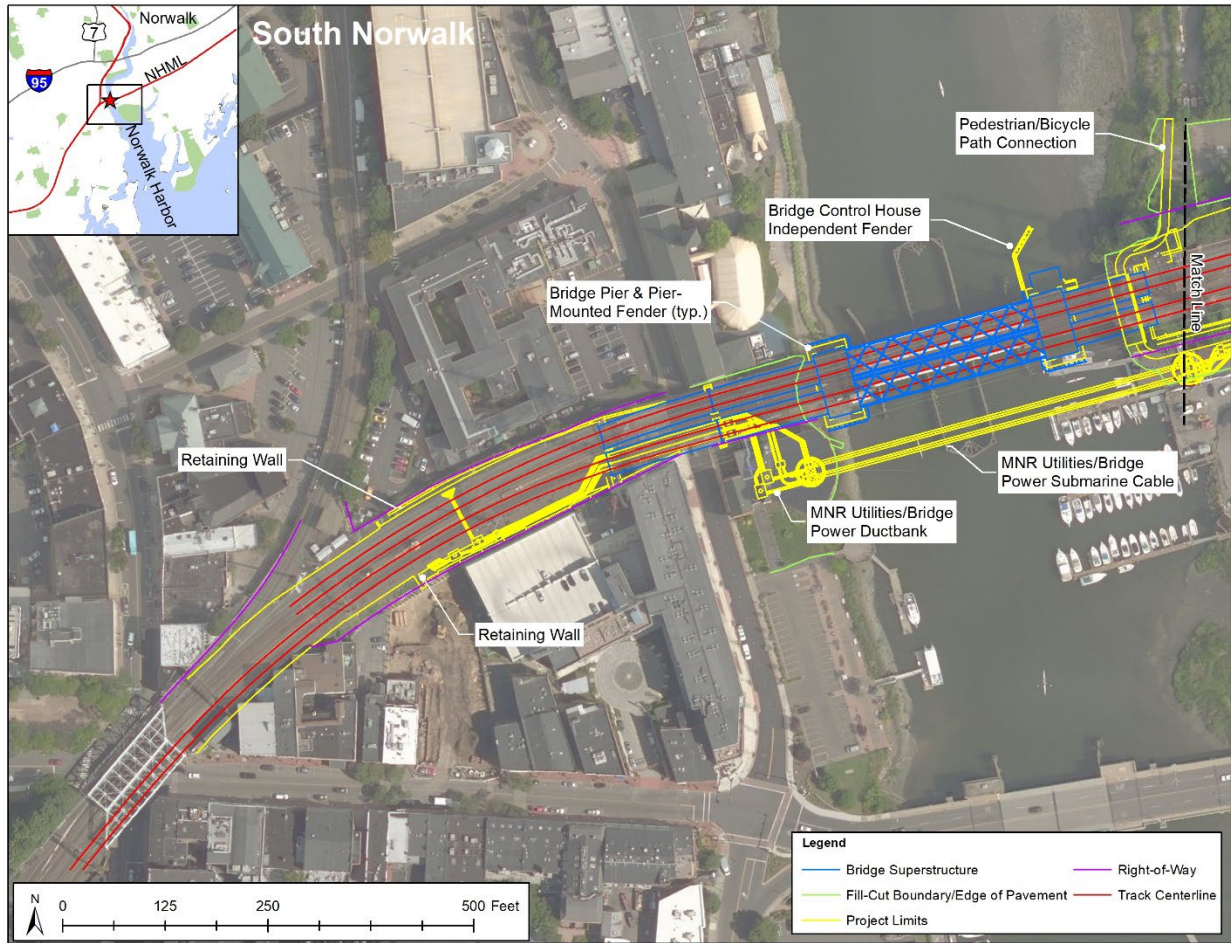 Norwalk
7
95
NHML
Norwalk Harbor
South Norwalk
Pedestrian/Bicycle
Path Connection
Bridge Control House
Independent Fender
Match Line
Bridge Pier & Pier-
Mounted Fender (typ.)
Retaining Wall
MNR Utilities/Bridge
Power Submarine Cable
MNR Utilities/Bridge
Power Ductbank
Retaining Wall
N
0 125 250 500 Feet
Legend
Bridge Superstructure
Right-of-Way
Fill-Cut Boundary/Edge of Pavement
Track Centerline
Project Limits